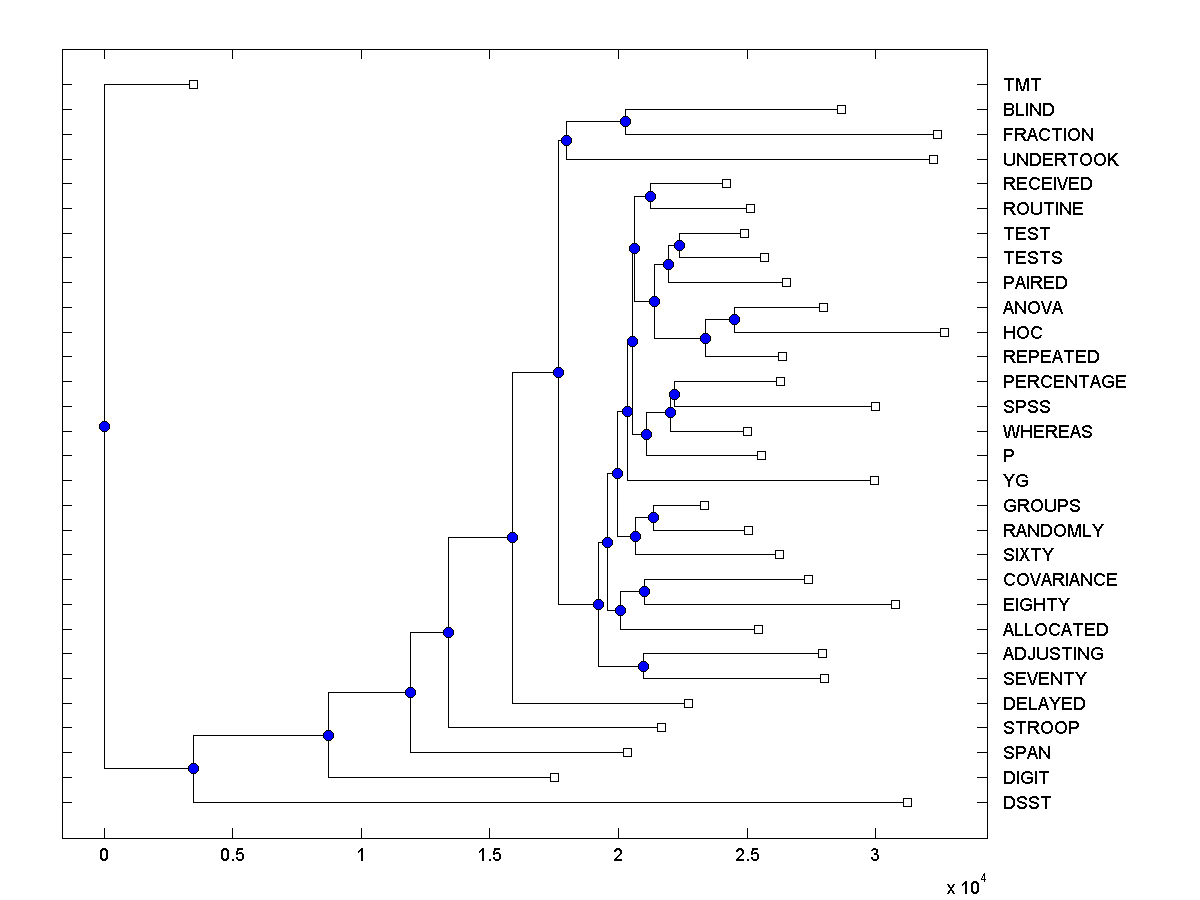 TMT
BLIND
FRACTION
UNDERTOOK
RECEIVED
ROUTINE
TEST
TESTS
PAIRED
ANOVA
HOC
REPEATED
PERCENTAGE
SPSS
WHEREAS
P
YG
GROUPS
RANDOMLY
SIXTY
COVARIANCE
EIGHTY
ALLOCATED
ADJUSTING
SEVENTY
DELAYED
STROOP
SPAN
DIGIT
DSST
0 0.5 1 1.5 2 2.5 3
x 10^4